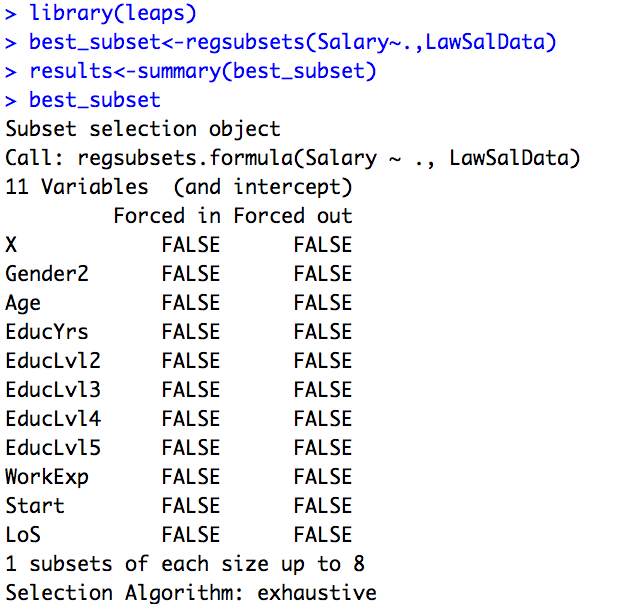 > library(leaps)
> best_subset<-regsubsets(Salary~.,LawSalData)
> results<-summary(best_subset)
> best_subset
Subset selection object
Call: regsubsets.formula(Salary ~ ., LawSalData)
11 Variables  (and intercept)
        Forced in Forced out
X           FALSE      FALSE
Gender2     FALSE      FALSE
Age         FALSE      FALSE
EducYrs     FALSE      FALSE
EducLvl2    FALSE      FALSE
EducLvl3    FALSE      FALSE
EducLvl4    FALSE      FALSE
EducLvl5    FALSE      FALSE
WorkExp     FALSE      FALSE
Start       FALSE      FALSE
LoS         FALSE      FALSE
1 subsets of each size up to 8
Selection Algorithm: exhaustive